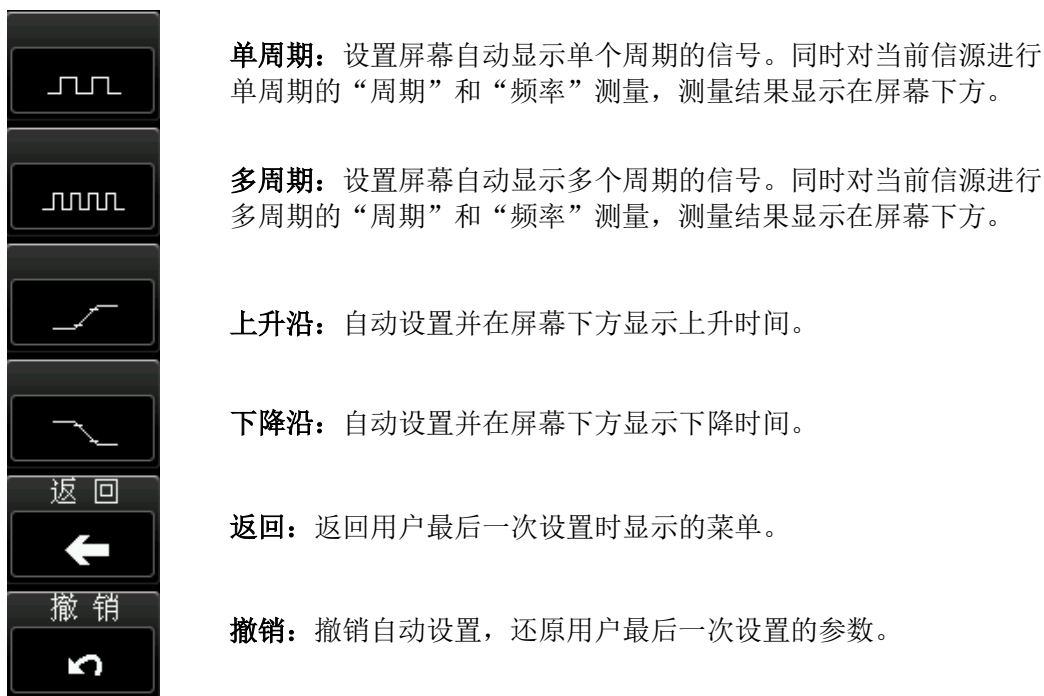 单周期：设置屏幕自动显示单个周期的信号。同时对当前信源进行
单周期的“周期”和“频率”测量，测量结果显示在屏幕下方。
多周期：设置屏幕自动显示多个周期的信号。同时对当前信源进行
多周期的“周期”和“频率”测量，测量结果显示在屏幕下方。
上升沿：自动设置并在屏幕下方显示上升时间。
下降沿：自动设置并在屏幕下方显示下降时间。
返 回
返回：返回用户最后一次设置时显示的菜单。
撤 销
撤销：撤销自动设置，还原用户最后一次设置的参数。